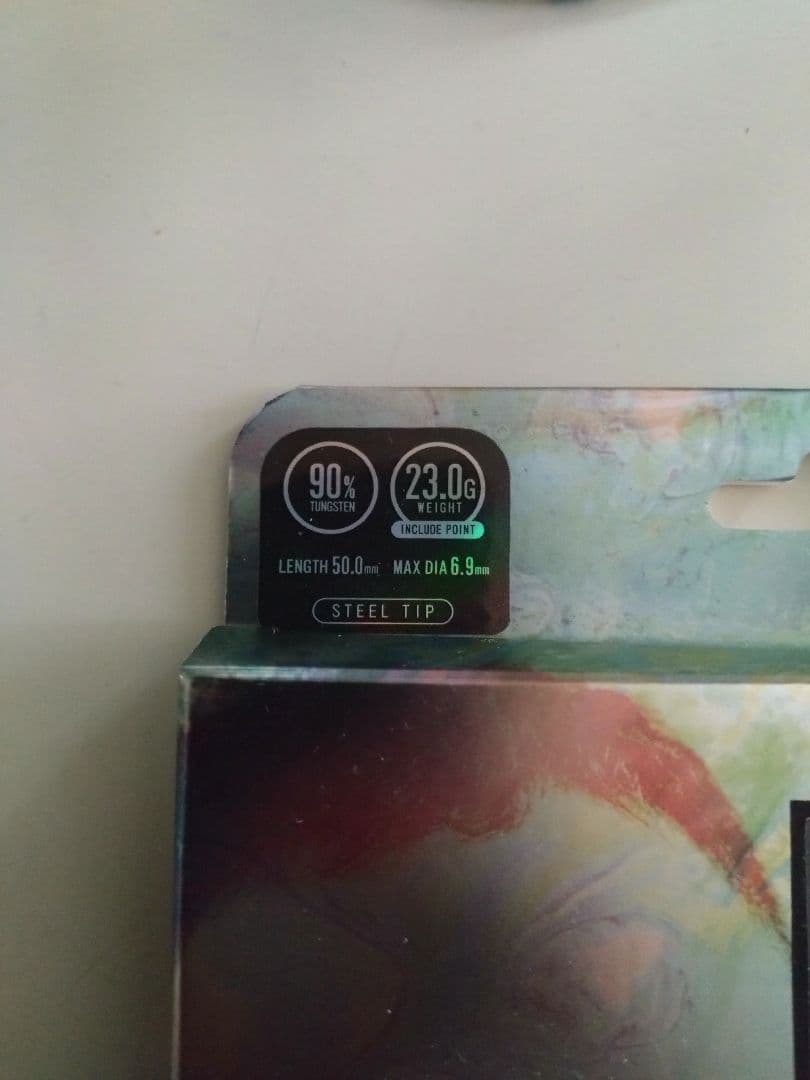 90% 23.0G
TUNGSTEN WEIGHT
INCLUDE POINT
LENGTH 50.0mm MAX DIA 6.9mm
STEEL TIP